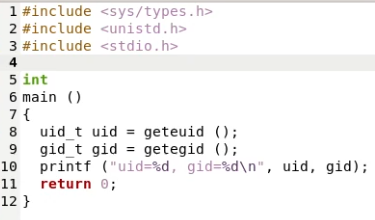 1 #include <sys/types.h>
2 #include <unistd.h>
3 #include <stdio.h>
4
5 int
6 main ()
7 {
8   uid_t uid = geteuid ();
9   gid_t gid = getegid ();
10   printf ("uid=%d, gid=%d\n", uid, gid);
11   return 0;
12 }